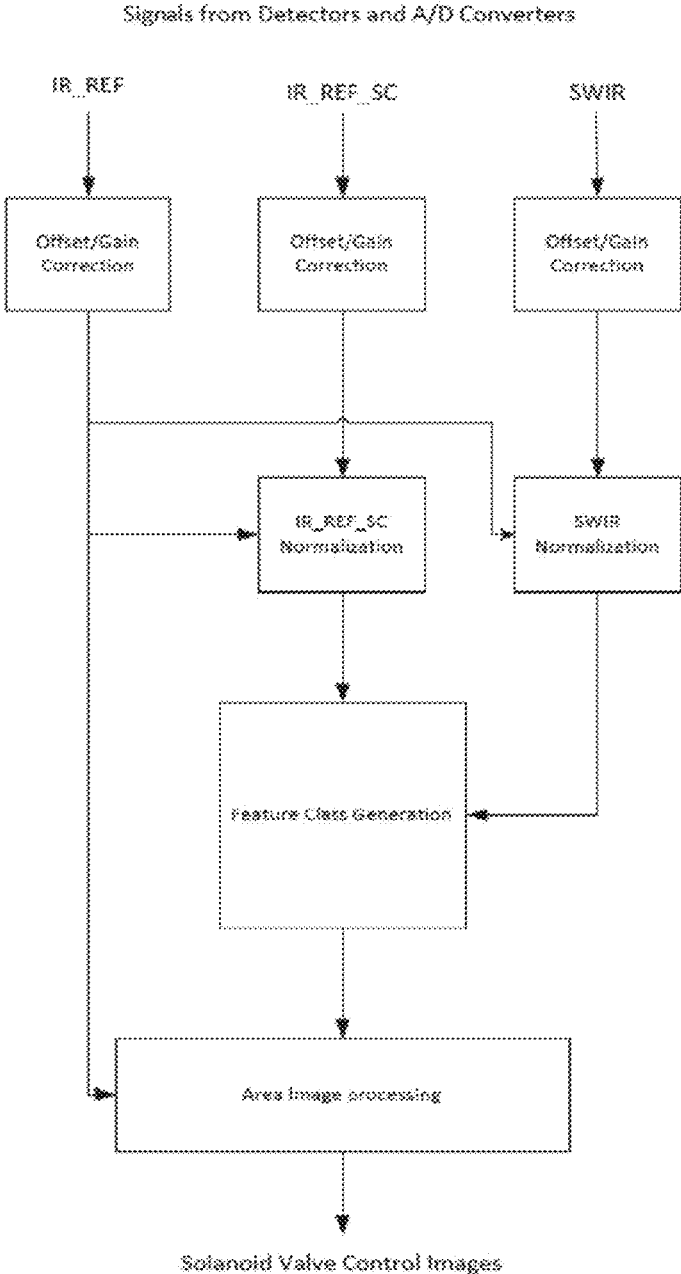 Signals from Detectors and A/D Converters
IR_REF
IR_REF_SC
SWIR
Offset/Gain
Correction
Offset/Gain
Correction
Offset/Gain
Correction
IR_REF_SC
Normalization
SWIR
Normalization
Feature Class Generation
Area Image processing
Solanoid Valve Control Images